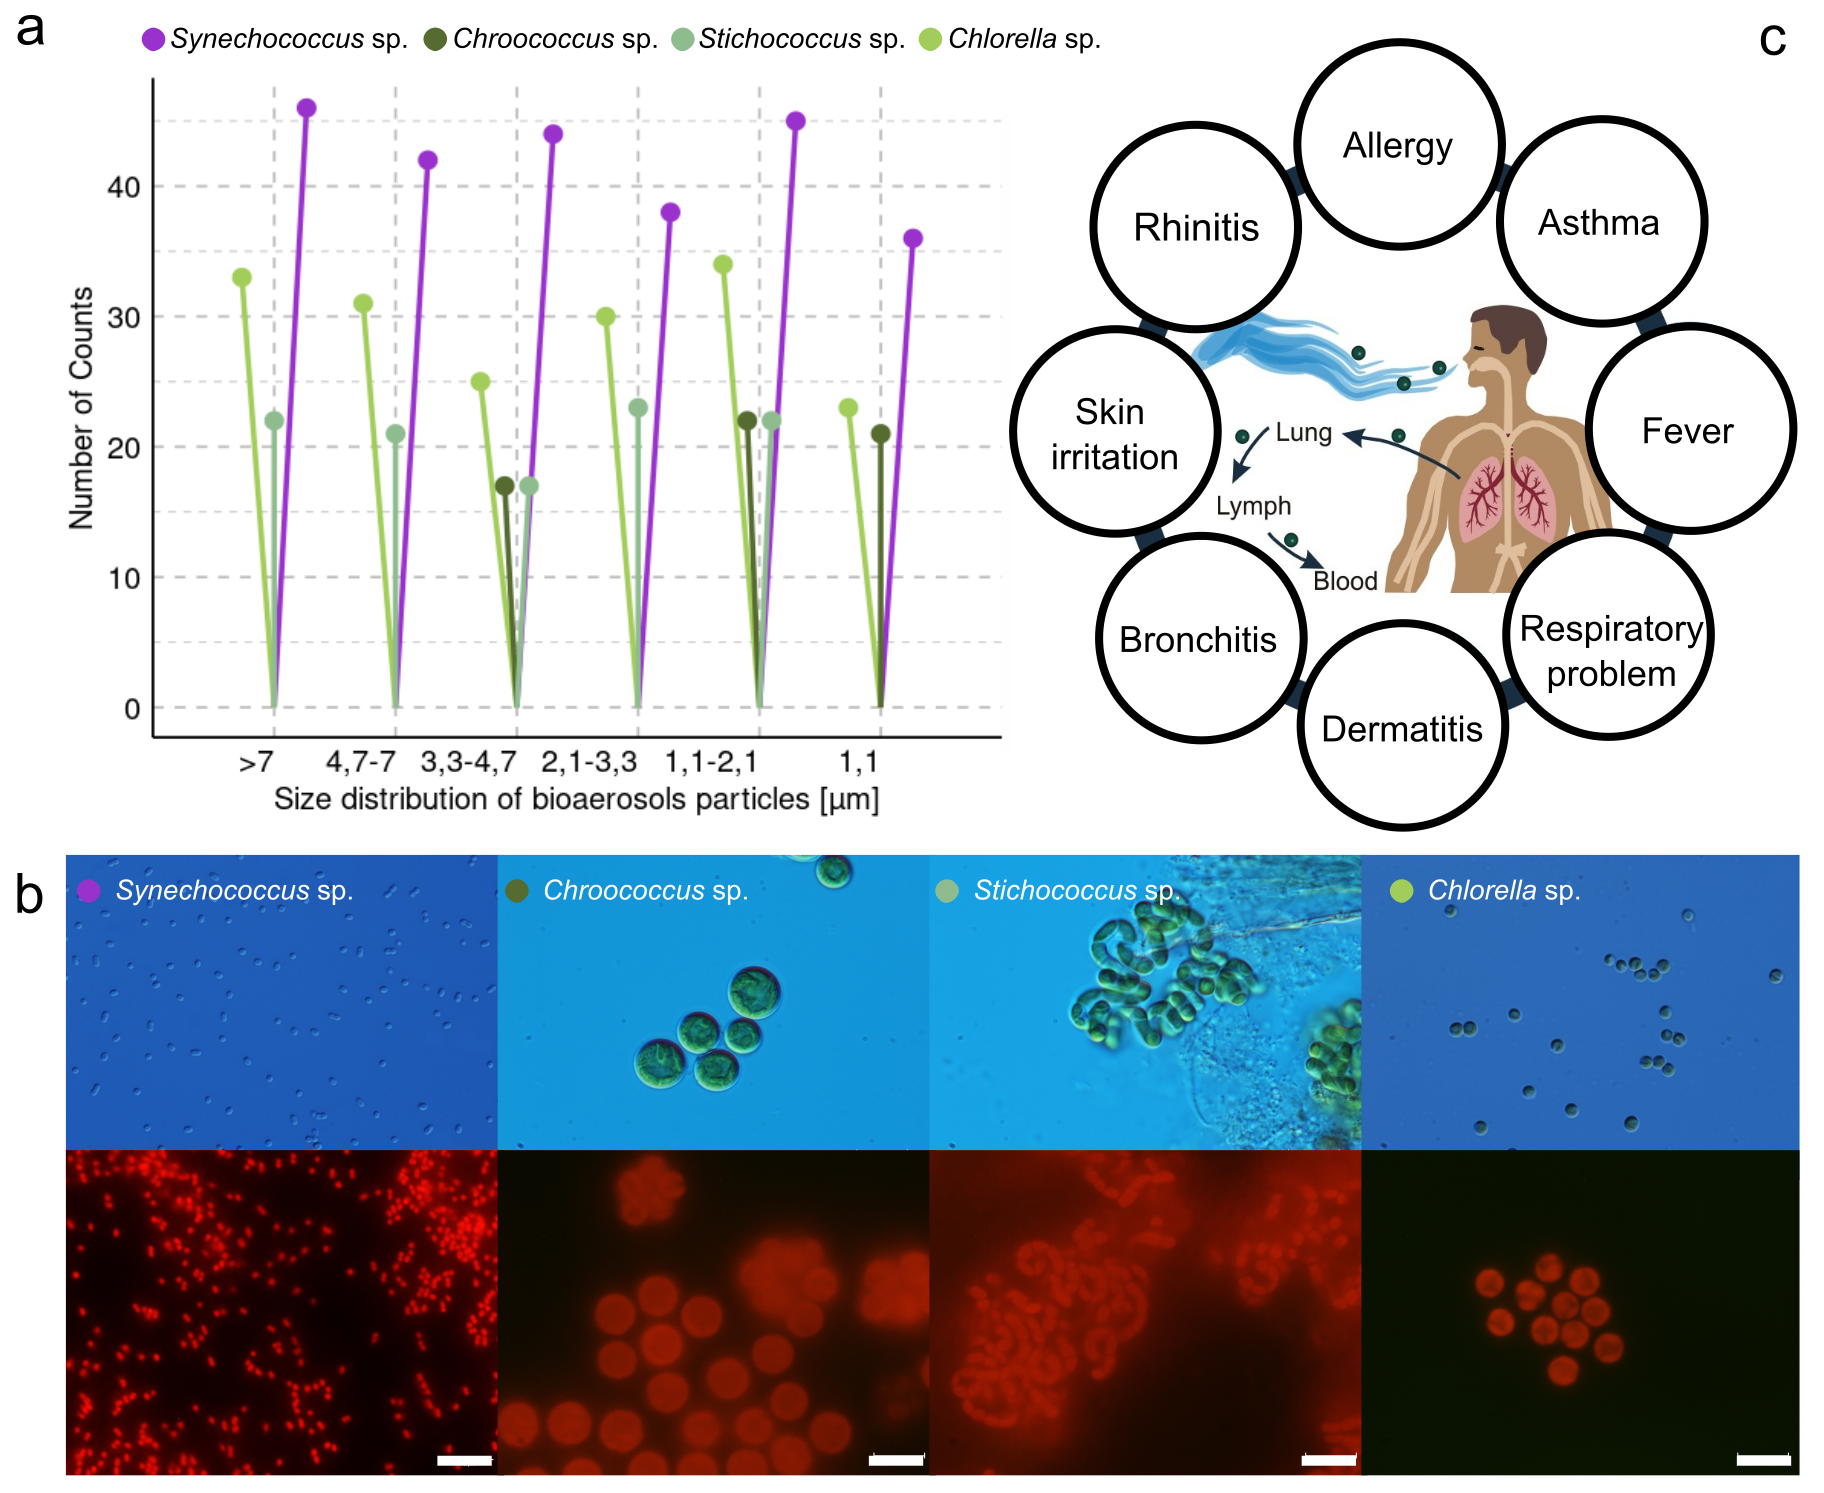 a
Synechococcus sp.
Chroococcus sp.
Stichococcus sp.
Chlorella sp.
Number of Counts
40
30
20
10
0
>7
4,7-7
3,3-4,7
2,1-3,3
1,1-2,1
1,1
Size distribution of bioaerosols particles [µm]
c
Allergy
Rhinitis
Asthma
Skin
irritation
Fever
Lung
Lymph
Blood
Bronchitis
Respiratory
problem
Dermatitis
b
Synechococcus sp.
Chroococcus sp.
Stichococcus sp.
Chlorella sp.